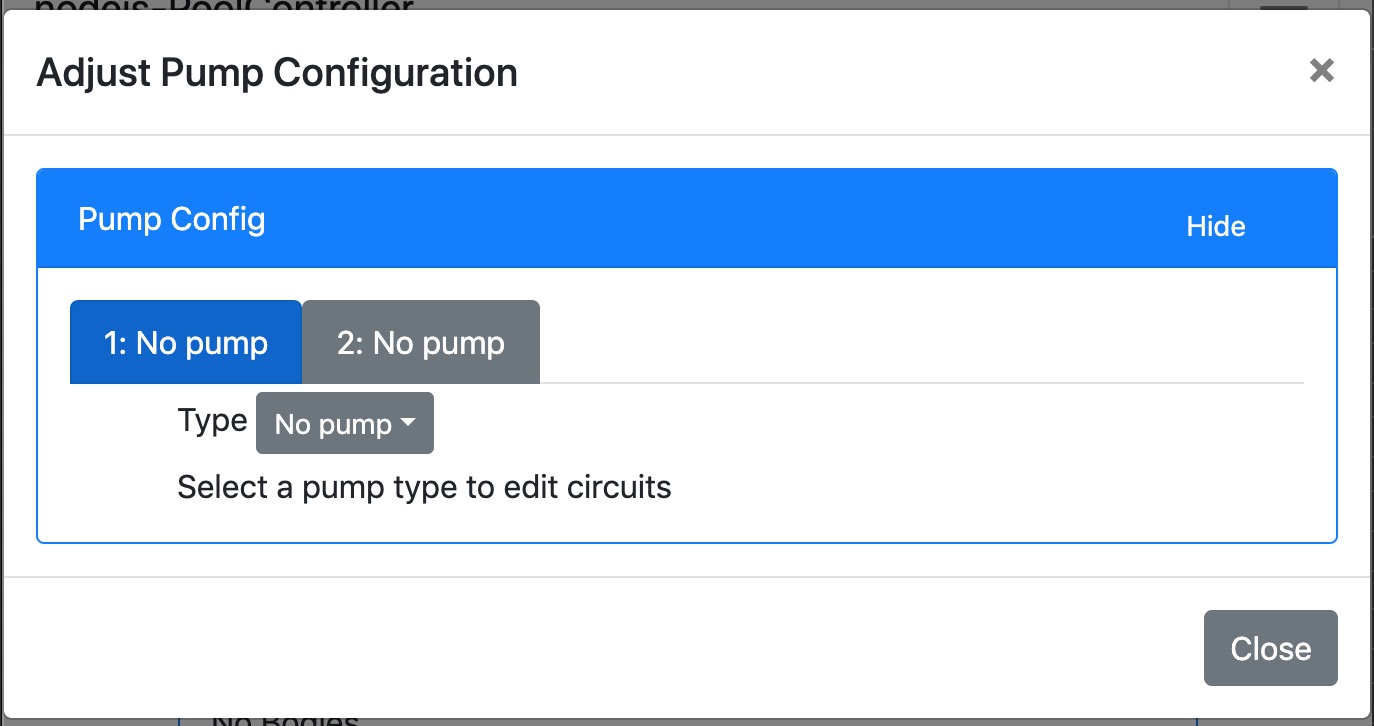 nodejs-PoolController
Adjust Pump Configuration
×
Pump Config
Hide
1: No pump
2: No pump
Type No pump
Select a pump type to edit circuits
Close
No Bodies